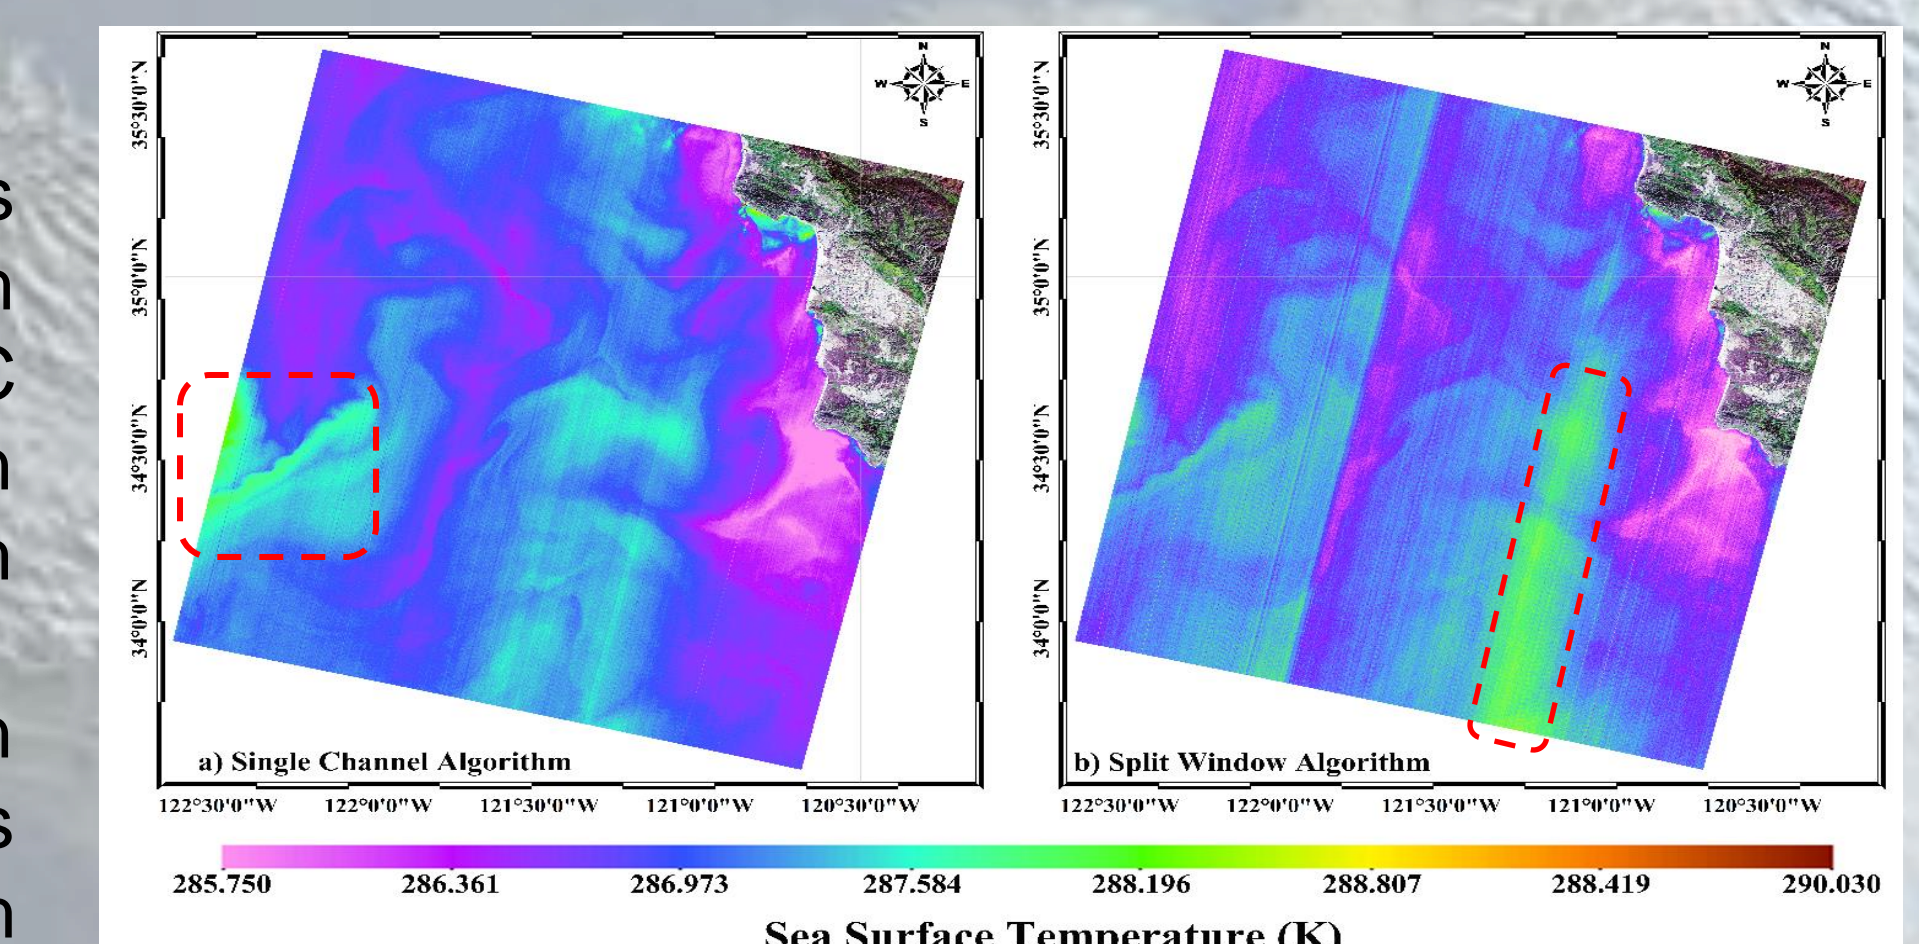 s
n
c
n
n
n
s
n
N
W E
S
N
W E
S
35°30'0"N
35°0'0"N
34°30'0"N
34°0'0"N
35°30'0"N
35°0'0"N
34°30'0"N
34°0'0"N
a) Single Channel Algorithm
b) Split Window Algorithm
122°30'0"W 122°0'0"W 121°30'0"W 121°0'0"W 120°30'0"W
122°30'0"W 122°0'0"W 121°30'0"W 121°0'0"W 120°30'0"W
285.750 286.361 286.973 287.584 288.196 288.807 288.419 290.030
Sea Surface Temperature (K)